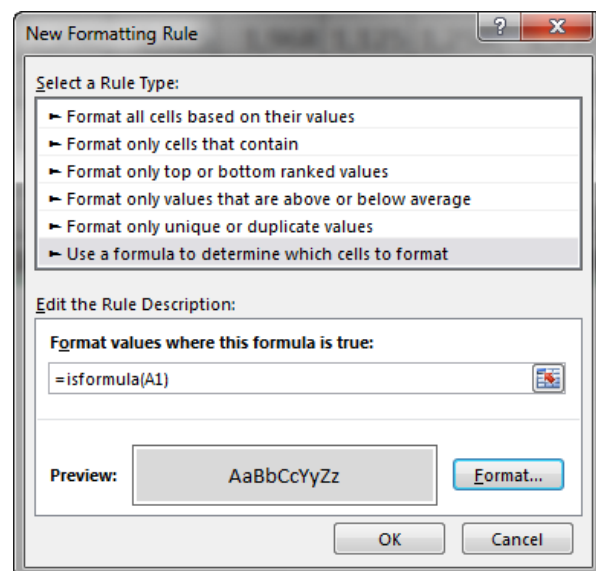 New Formatting Rule
Select a Rule Type:
► Format all cells based on their values
► Format only cells that contain
► Format only top or bottom ranked values
► Format only values that are above or below average
► Format only unique or duplicate values
► Use a formula to determine which cells to format
Edit the Rule Description:
Format values where this formula is true:
=isformula(A1)
Preview:
AaBbCcYyZz
Format...
OK
Cancel